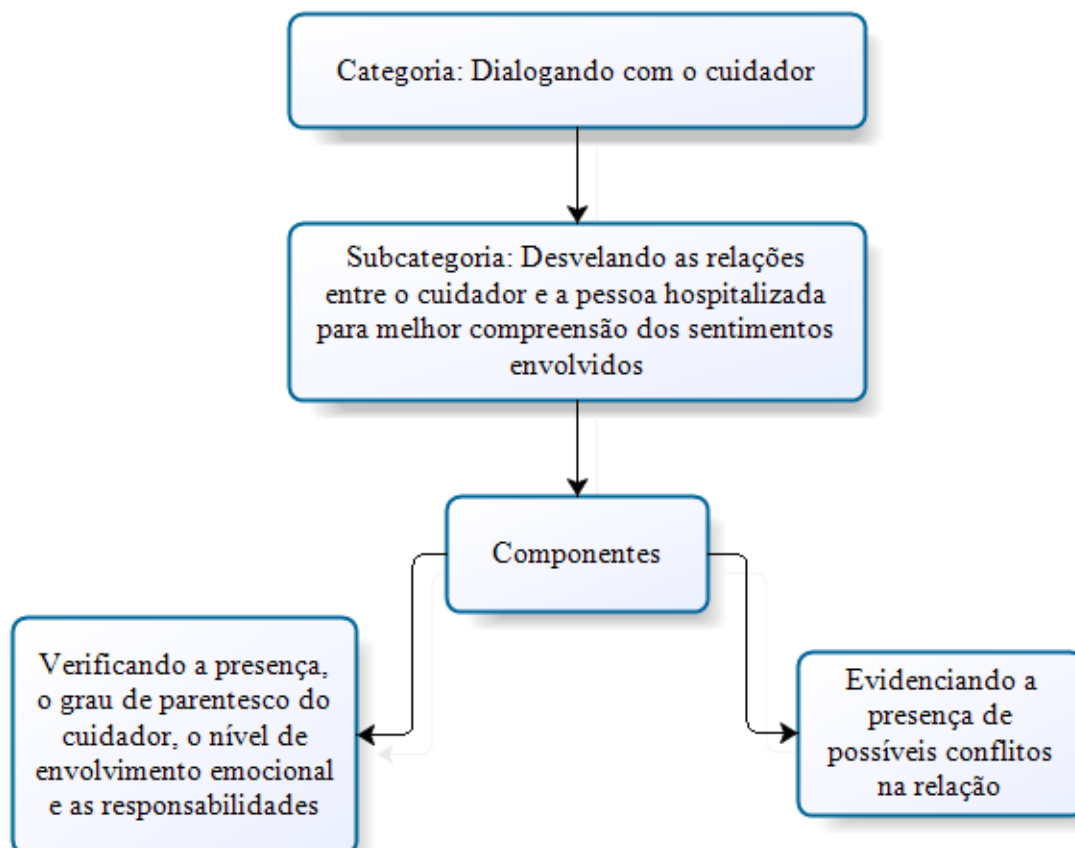 Categoria: Dialogando com o cuidador
Subcategoria: Desvelando as relações
entre o cuidador e a pessoa hospitalizada
para melhor compreensão dos sentimentos
envolvidos
Componentes
Verificando a presença,
o grau de parentesco do
cuidador, o nível de
envolvimento emocional
e as responsabilidades
Evidenciando a
presença de
possíveis conflitos
na relação